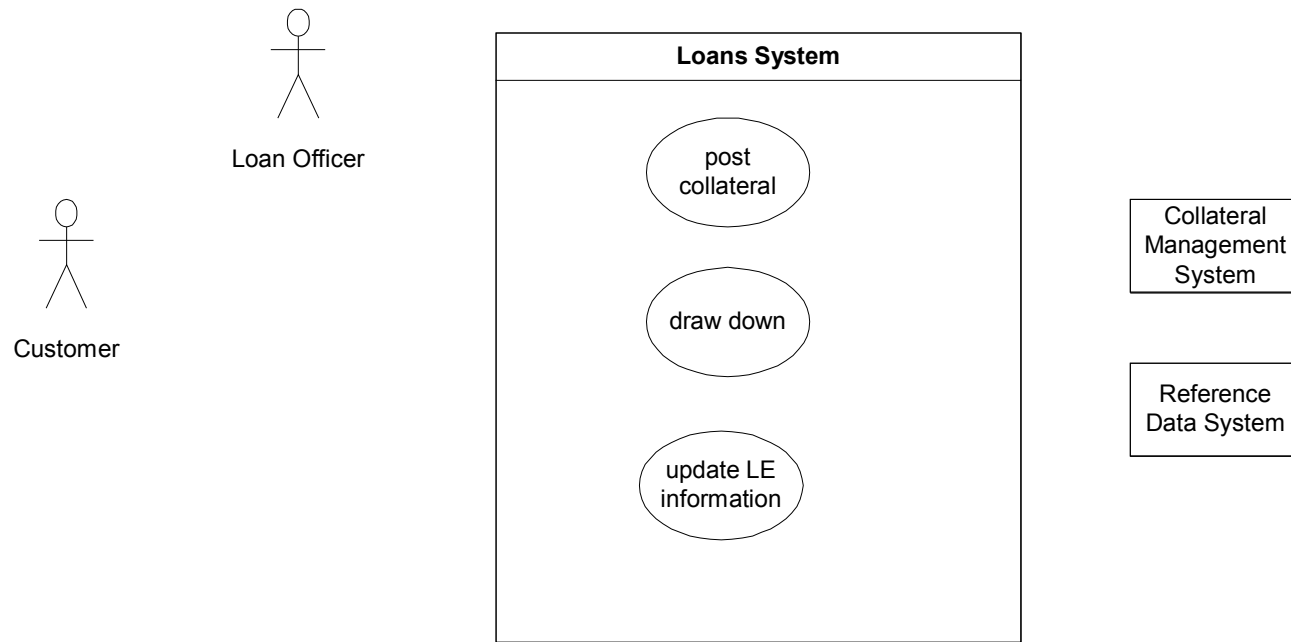 Loans System
Loan Officer
Customer
post
collateral
draw down
update LE
information
Collateral
Management
System
Reference
Data System